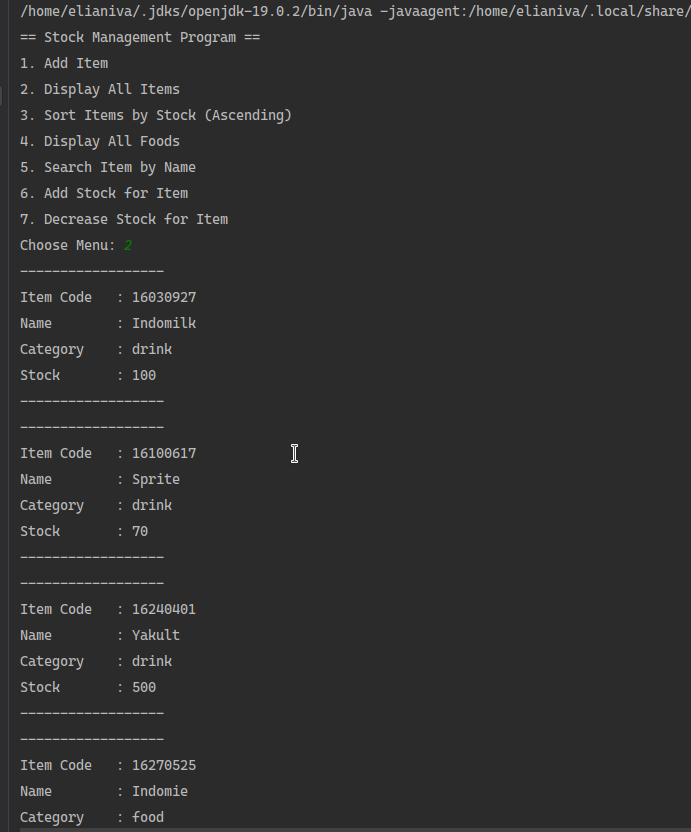 /home/elianiva/.jdks/openjdk-19.0.2/bin/java -javaagent:/home/elianiva/.local/share/
== Stock Management Program ==
1. Add Item
2. Display All Items
3. Sort Items by Stock (Ascending)
4. Display All Foods
5. Search Item by Name
6. Add Stock for Item
7. Decrease Stock for Item
Choose Menu: 2
------------------
Item Code   : 16030927
Name        : Indomilk
Category    : drink
Stock       : 100
------------------
------------------
Item Code   : 16100617
Name        : Sprite
Category    : drink
Stock       : 70
------------------
------------------
Item Code   : 16240401
Name        : Yakult
Category    : drink
Stock       : 500
------------------
------------------
Item Code   : 16270525
Name        : Indomie
Category    : food